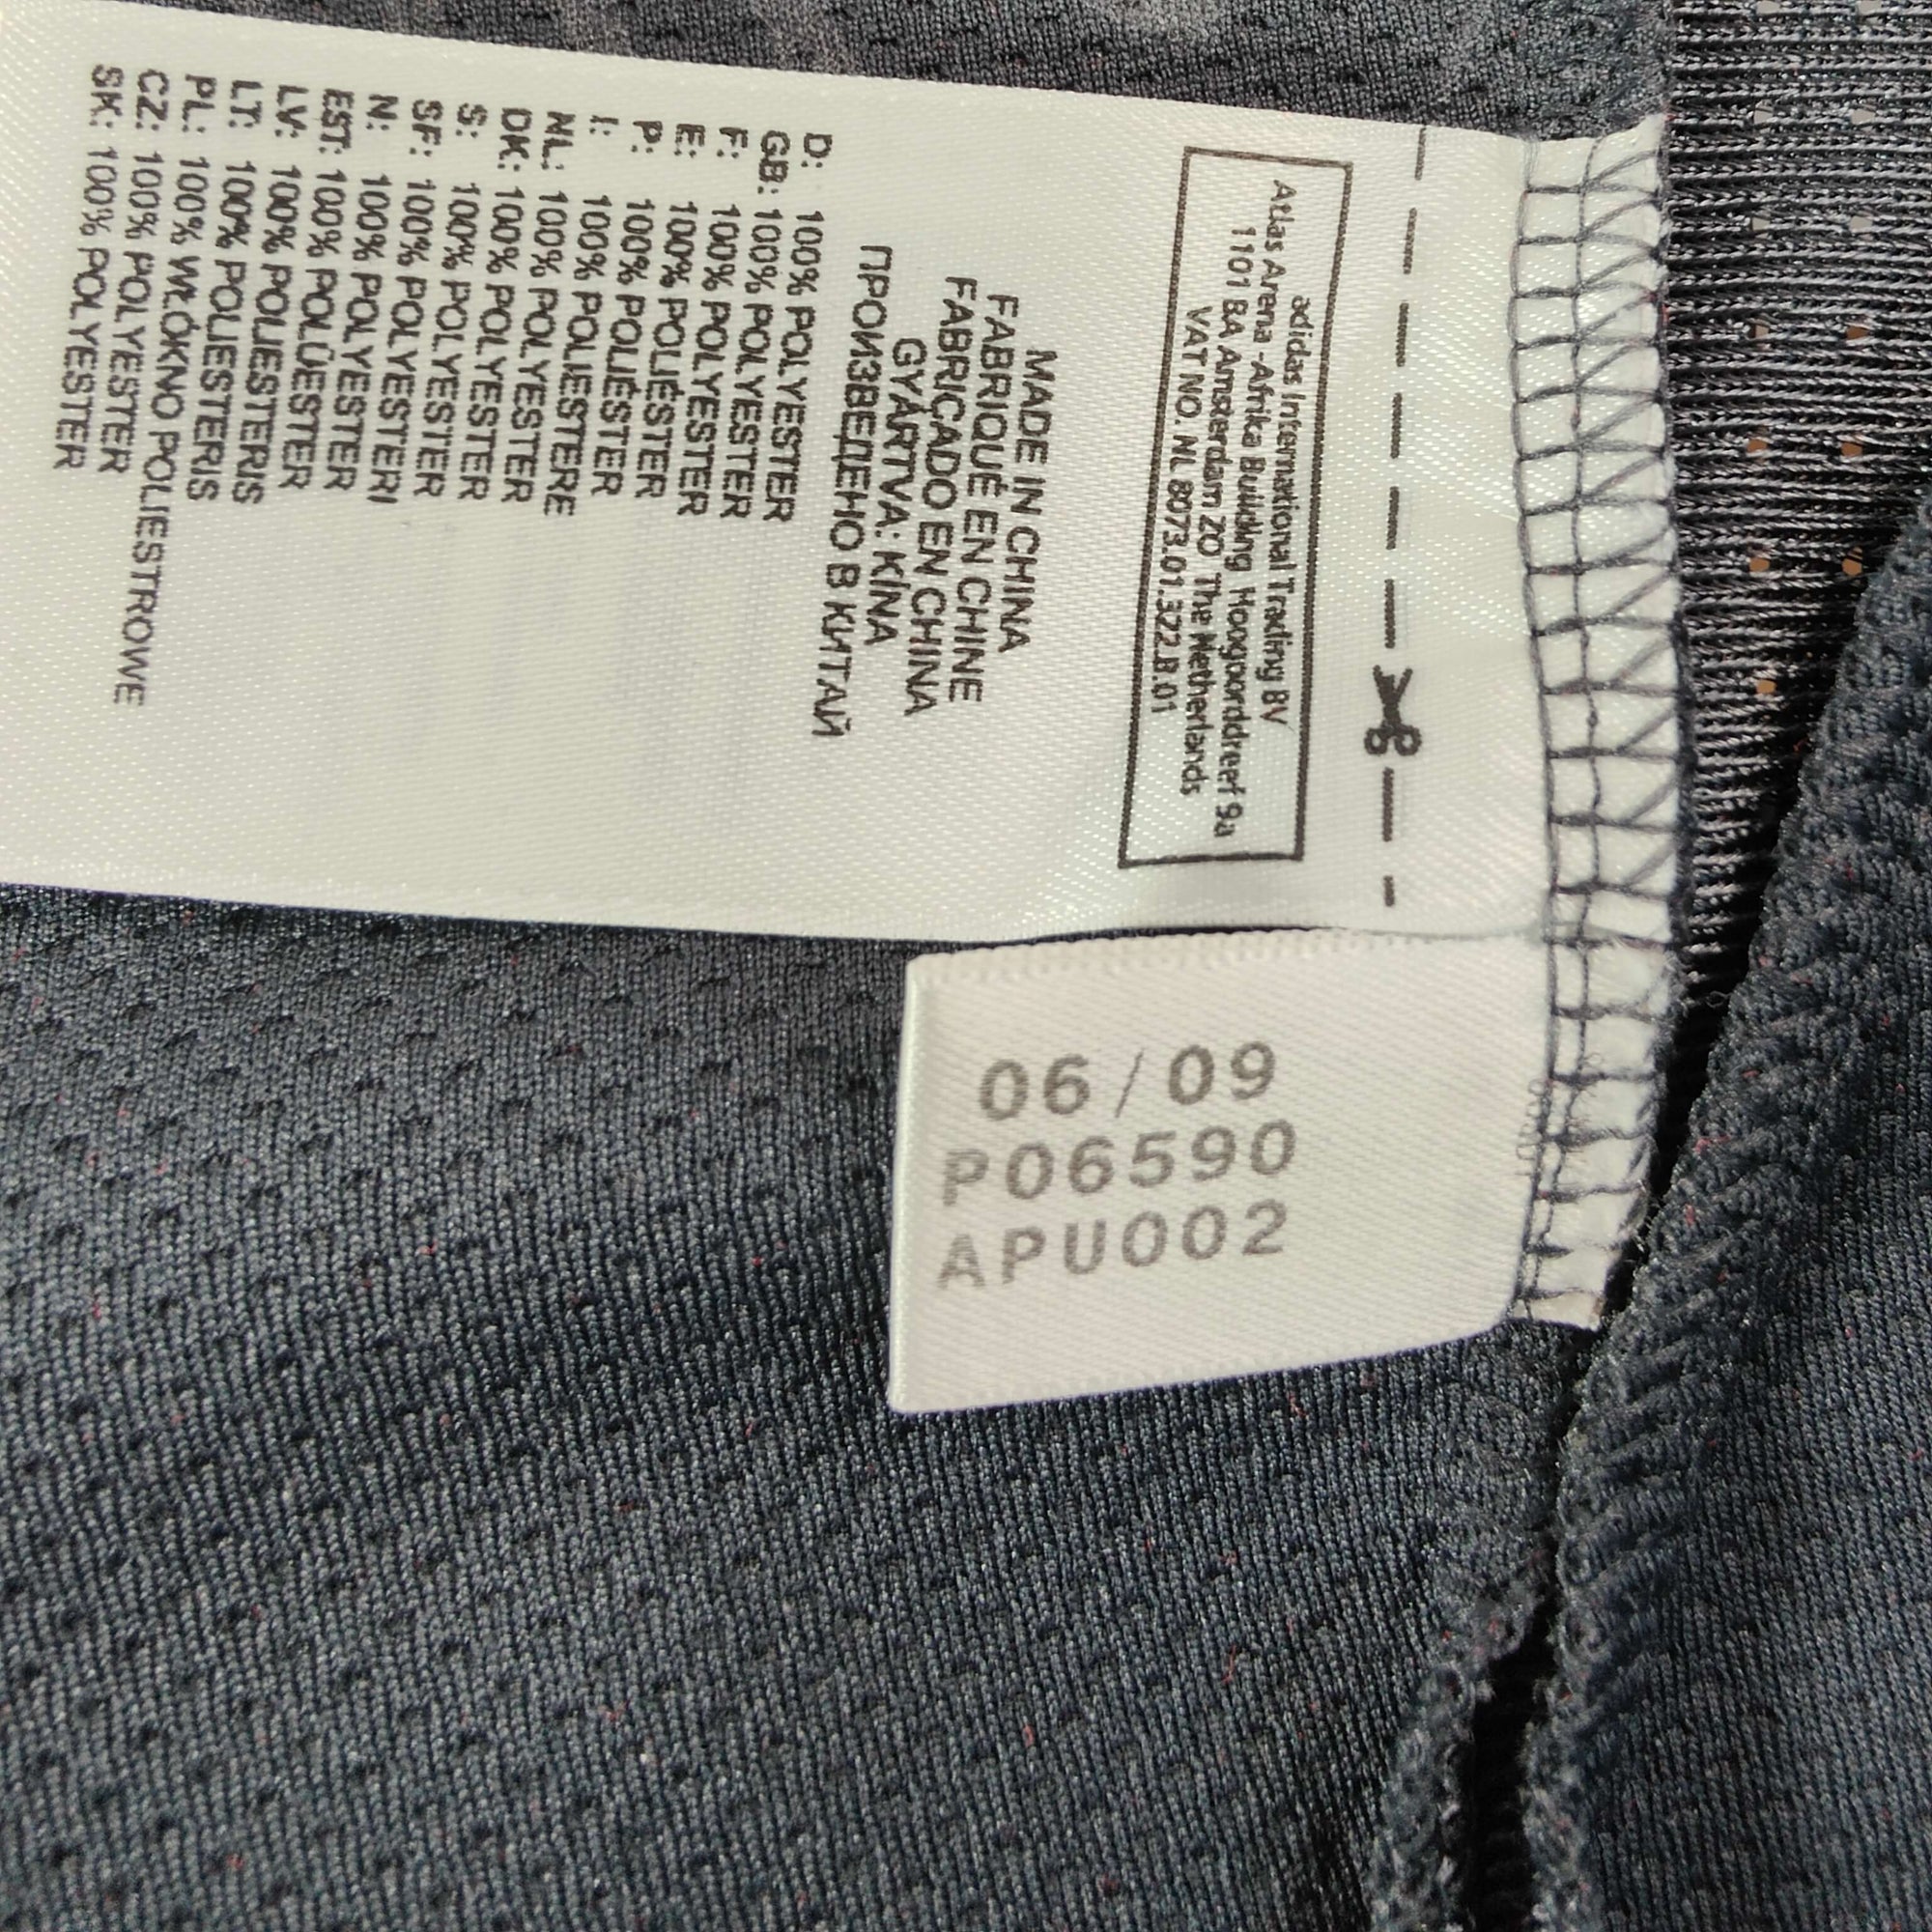 adidas International Trading BV
Atlas Arena -Afrika Building Hoogoorddreef 9a
1101 BA Amsterdam ZO The Netherlands
VAT NO. NL 8073.01.322.B.01
MADE IN CHINA
FABRIQUÉ EN CHINE
FABRICADO EN CHINA
GYÁRTVA: KÍNA
ПРОИЗВЕДЕНО В КИТАЙ
D: 100% POLYESTER
GB: 100% POLYESTER
F: 100% POLYESTER
E: 100% POLIÉSTER
P: 100% POLIÉSTER
I: 100% POLIESTERE
NL: 100% POLYESTER
DK: 100% POLYESTER
S: 100% POLYESTER
SF: 100% POLYESTERI
N: 100% POLYESTER
EST: 100% POLÜESTER
LV: 100% POLIESTERIS
LT: 100% POLIESTERIS
PL: 100% WŁÓKNO POLIESTROWE
CZ: 100% POLYESTER
SK: 100% POLYESTER
06/09
P06590
APU002